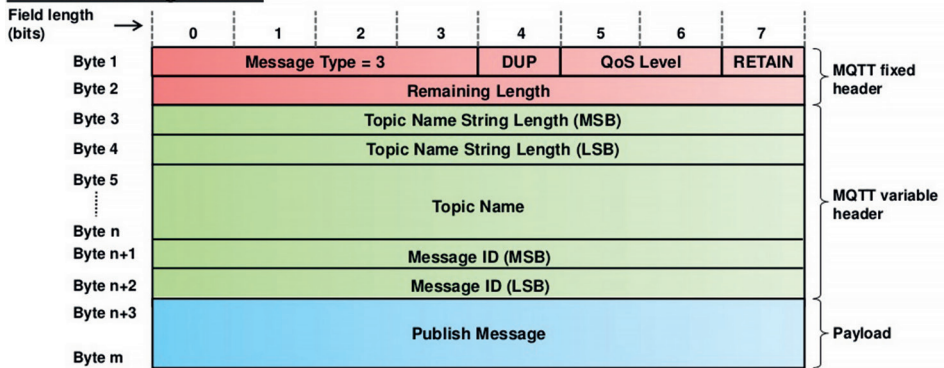 Field length
(bits)
0 1 2 3 4 5 6 7
Byte 1 Message Type = 3 DUP QoS Level RETAIN
MQTT fixed
header
Byte 2 Remaining Length
Byte 3 Topic Name String Length (MSB)
Byte 4 Topic Name String Length (LSB)
Byte 5
Topic Name
MQTT variable
header
Byte n
Byte n+1 Message ID (MSB)
Byte n+2 Message ID (LSB)
Byte n+3
Publish Message
Payload
Byte m